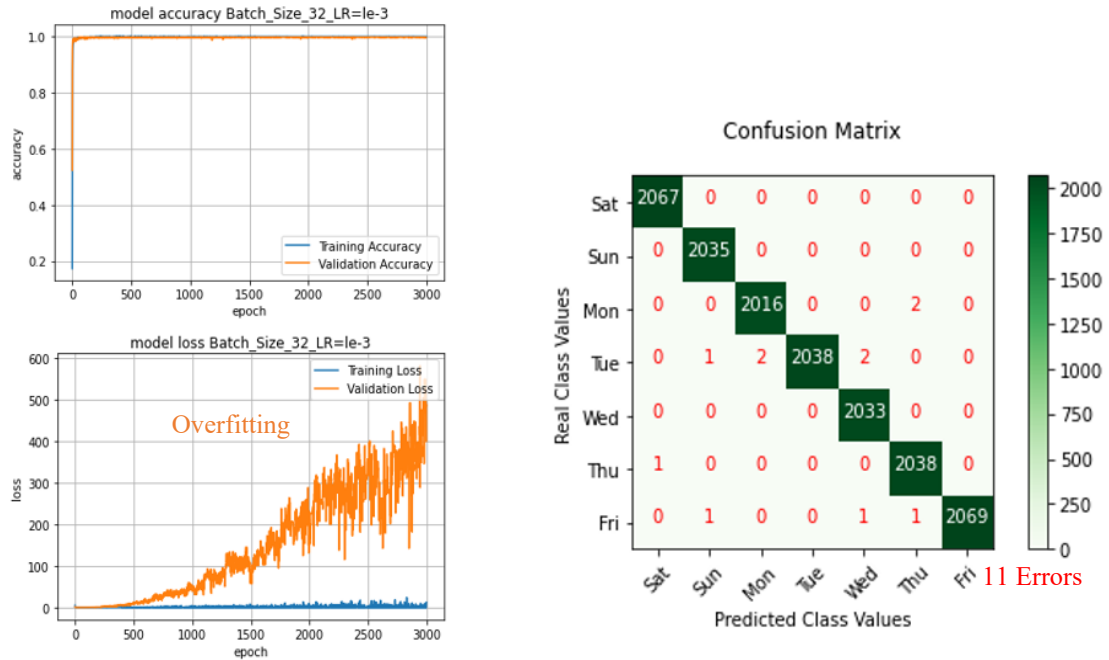 model accuracy Batch_Size_32_LR=le-3
1.0
0.8
0.6
0.4
0.2
accuracy
Training Accuracy
Validation Accuracy
0 500 1000 1500 2000 2500 3000
epoch
model loss Batch_Size_32_LR=le-3
600
500
400
300
200
100
0
loss
Training Loss
Validation Loss
Overfitting
0 500 1000 1500 2000 2500 3000
epoch
Confusion Matrix
Real Class Values
Sat 2067 0 0 0 0 0 0
Sun 0 2035 0 0 0 0 0
Mon 0 0 2016 0 0 2 0
Tue 0 1 2 2038 2 0 0
Wed 0 0 0 0 2033 0 0
Thu 1 0 0 0 0 2038 0
Fri 0 1 0 0 1 1 2069
Sat Sun Mon Tue Wed Thu Fri
Predicted Class Values
2000
1750
1500
1250
1000
750
500
250
0
11 Errors